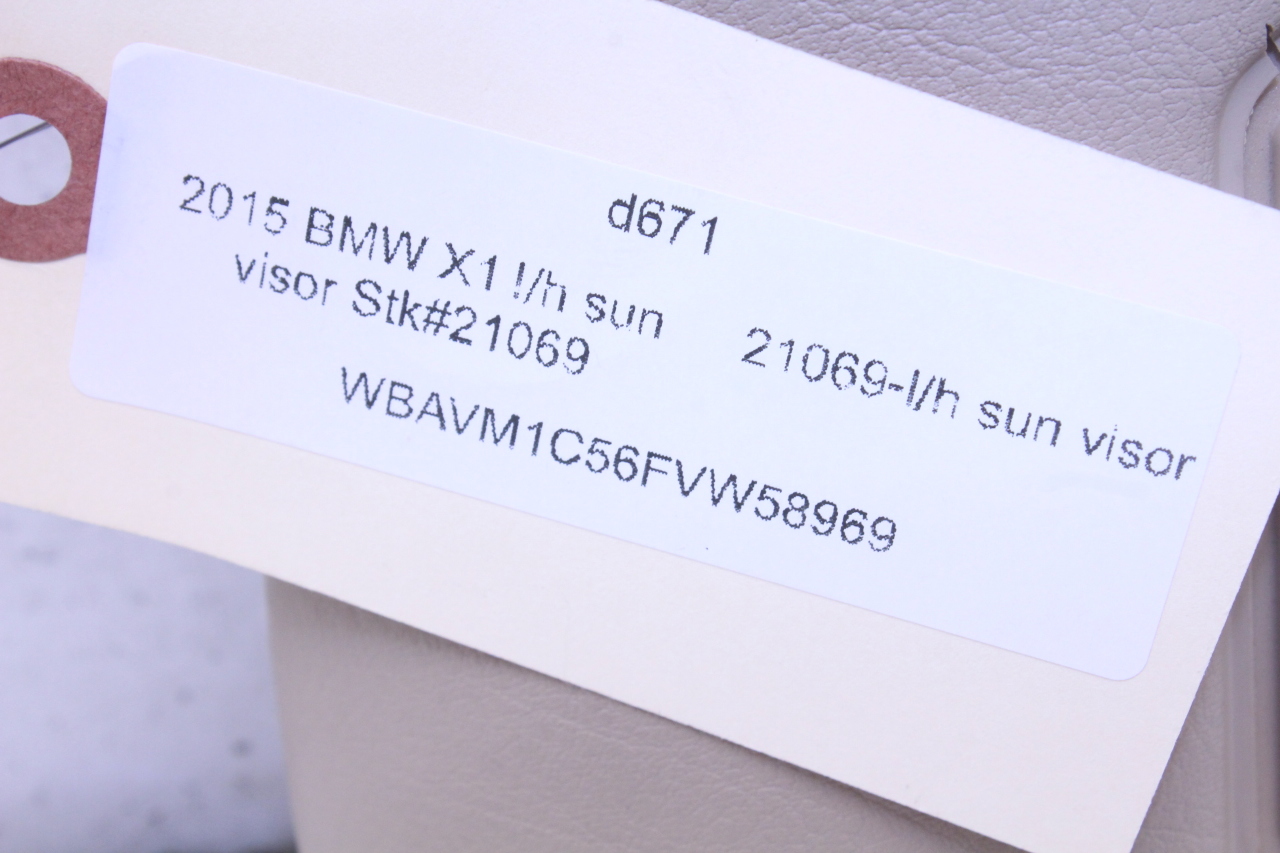 d671
2015 BMW X1 l/h sun
visor Stk#21069
21069-l/h sun visor
WBAVM1C56FVW58969